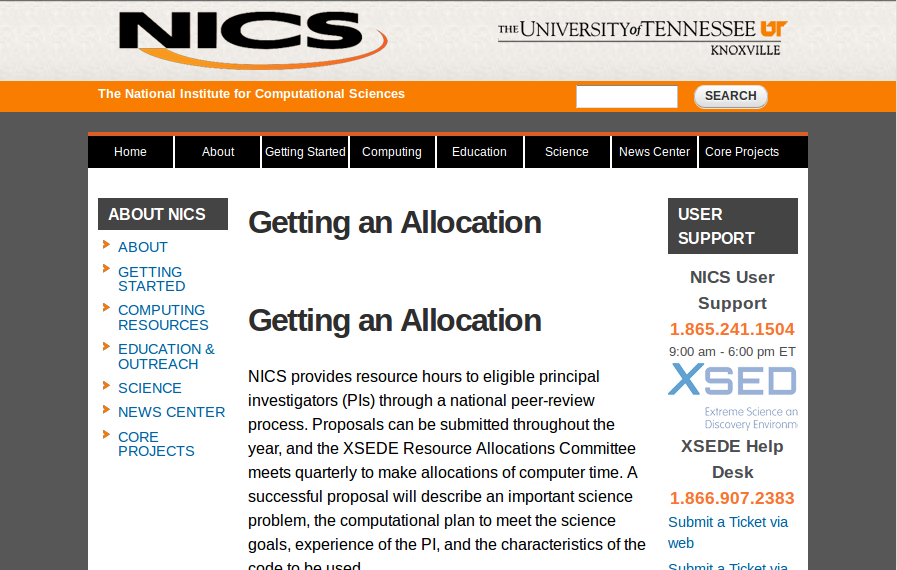 NICS
THE UNIVERSITY of TENNESSEE UT
KNOXVILLE
The National Institute for Computational Sciences
SEARCH
Home About Getting Started Computing Education Science News Center Core Projects
ABOUT NICS
ABOUT
GETTING
STARTED
COMPUTING
RESOURCES
EDUCATION &
OUTREACH
SCIENCE
NEWS CENTER
CORE
PROJECTS
Getting an Allocation
Getting an Allocation
NICS provides resource hours to eligible principal
investigators (PIs) through a national peer-review
process. Proposals can be submitted throughout the
year, and the XSEDE Resource Allocations Committee
meets quarterly to make allocations of computer time. A
successful proposal will describe an important science
problem, the computational plan to meet the science
goals, experience of the PI, and the characteristics of the
code to be used.
USER
SUPPORT
NICS User
Support
1.865.241.1504
9:00 am - 6:00 pm ET
XSED
Extreme Science an
Discovery Environm
XSEDE Help
Desk
1.866.907.2383
Submit a Ticket via
web
Submit a Ticket via